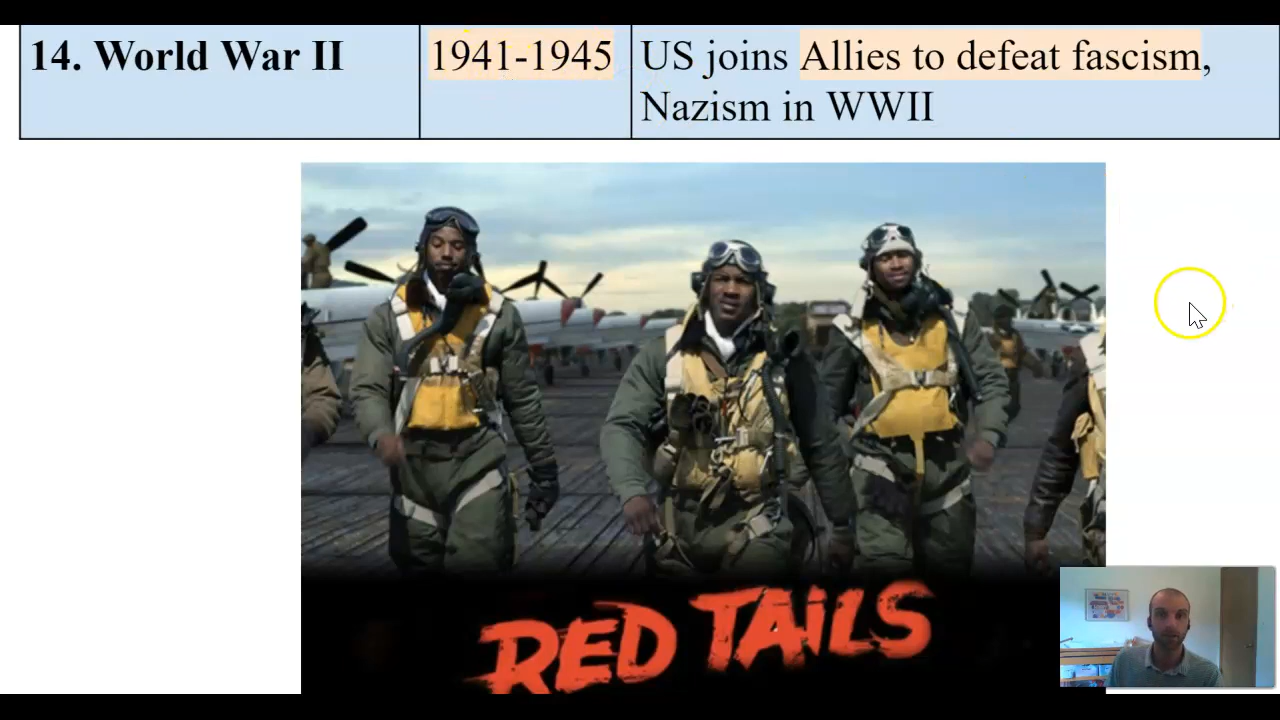 14. World War II
1941-1945
US joins Allies to defeat fascism,
Nazism in WWII
RED TAILS